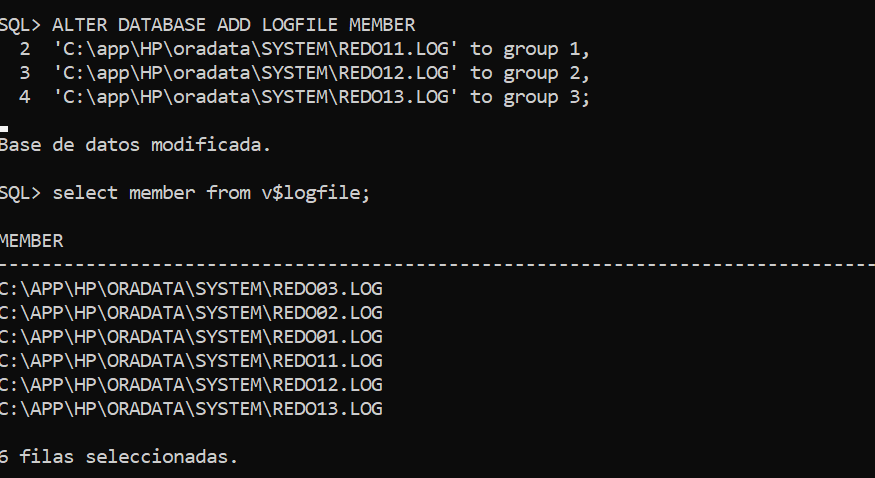 SQL> ALTER DATABASE ADD LOGFILE MEMBER
2 'C:\app\HP\oradata\SYSTEM\REDO11.LOG' to group 1,
3 'C:\app\HP\oradata\SYSTEM\REDO12.LOG' to group 2,
4 'C:\app\HP\oradata\SYSTEM\REDO13.LOG' to group 3;
Base de datos modificada.
SQL> select member from v$logfile;
MEMBER
--------------------------------------------------------------------------------
C:\APP\HP\ORADATA\SYSTEM\REDO03.LOG
C:\APP\HP\ORADATA\SYSTEM\REDO02.LOG
C:\APP\HP\ORADATA\SYSTEM\REDO01.LOG
C:\APP\HP\ORADATA\SYSTEM\REDO11.LOG
C:\APP\HP\ORADATA\SYSTEM\REDO12.LOG
C:\APP\HP\ORADATA\SYSTEM\REDO13.LOG
6 filas seleccionadas.